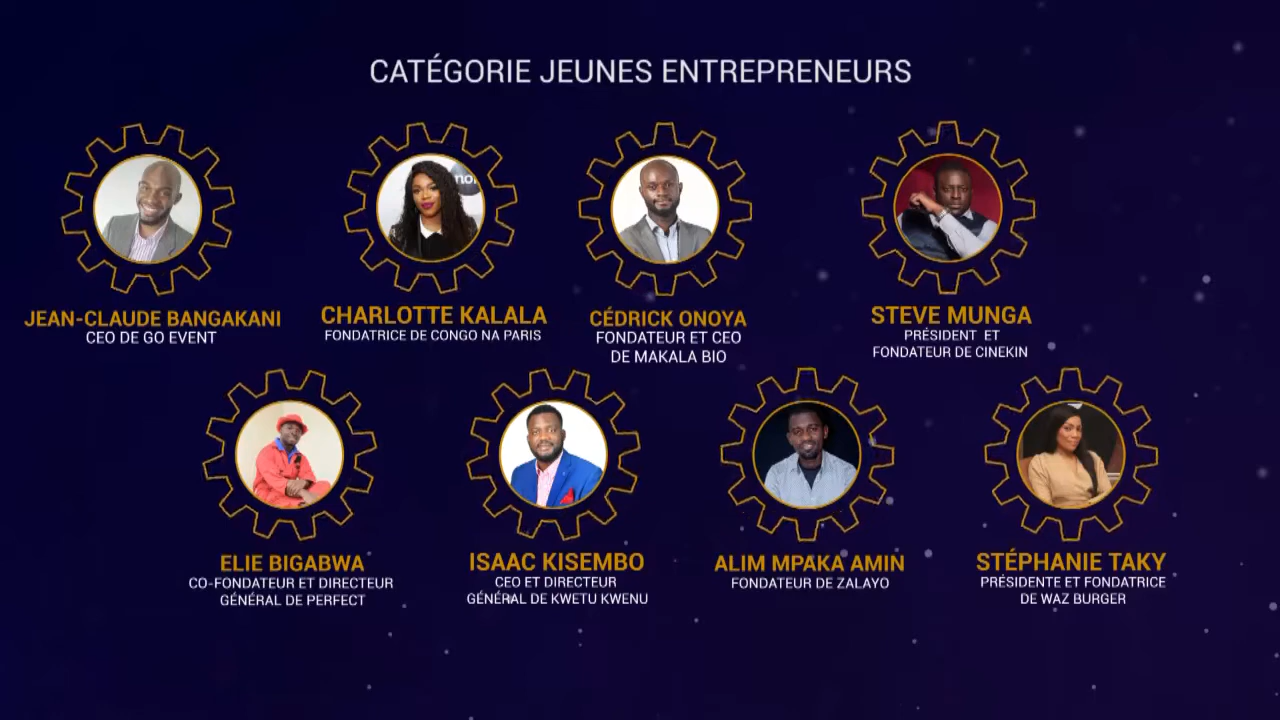 CATÉGORIE JEUNES ENTREPRENEURS
nol
JEAN-CLAUDE BANGAKANI
CEO DE GO EVENT
CHARLOTTE KALALA
FONDATRICE DE CONGO NA PARIS
CÉDRICK ONOYA
FONDATEUR ET CEO
DE MAKALA BIO
STEVE MUNGA
PRÉSIDENT ET
FONDATEUR DE CINEKIN
ELIE BIGABWA
CO-FONDATEUR ET DIRECTEUR
GÉNÉRAL DE PERFECT
ISAAC KISEMBO
CEO ET DIRECTEUR
GÉNÉRAL DE KWETU KWENU
ALIM MPAKA AMIN
FONDATEUR DE ZALAYO
STÉPHANIE TAKY
PRÉSIDENTE ET FONDATRICE
DE WAZ BURGER